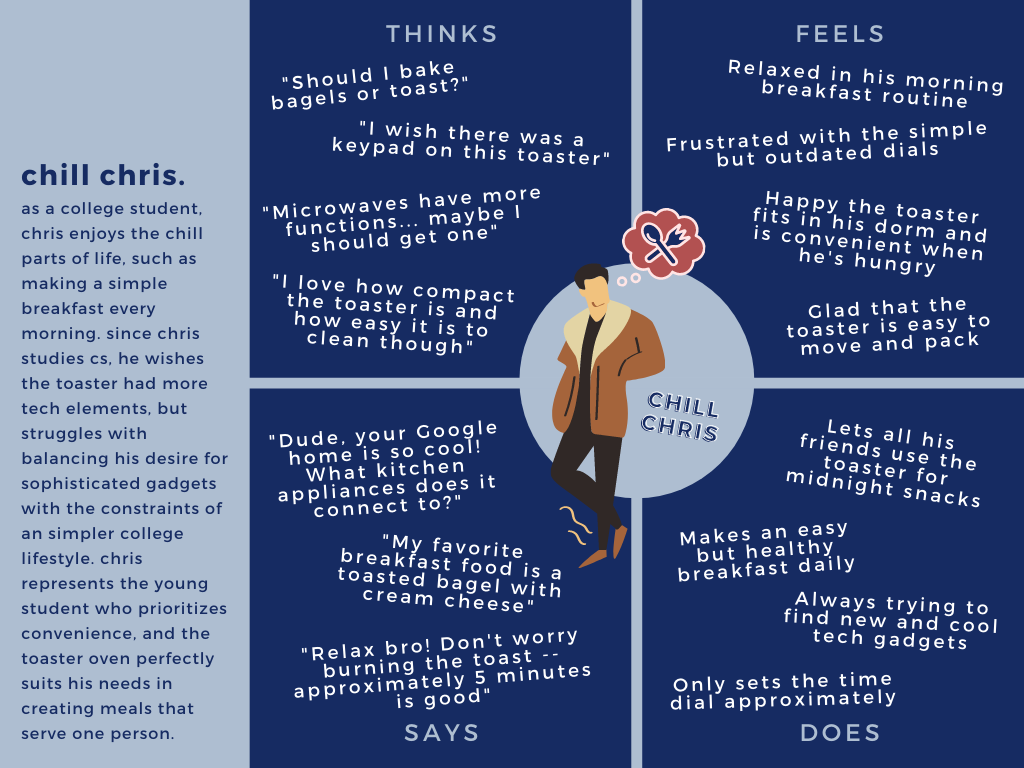 chill chris.
as a college student,
chris enjoys the chill
parts of life, such as
making a simple
breakfast every
morning. since chris
studies cs, he wishes
the toaster had more
tech elements, but
struggles with
balancing his desire for
sophisticated gadgets
with the constraints of
an simpler college
lifestyle. chris
represents the young
student who prioritizes
convenience, and the
toaster oven perfectly
suits his needs in
creating meals that
serve one person.
THINKS
"Should I bake
bagels or toast?"
"I wish there was a
keypad on this toaster"
"Microwaves have more
functions... maybe I
should get one"
"I love how compact
the toaster is and
how easy it is to
clean though"
FEELS
Relaxed in his morning
breakfast routine
Frustrated with the simple
but outdated dials
Happy the toaster
fits in his dorm and
is convenient when
he's hungry
Glad that the
toaster is easy to
move and pack
CHILL
CHRIS
"Dude, your Google
home is so cool!
What kitchen
appliances does it
connect to?"
"My favorite
breakfast food is a
toasted bagel with
cream cheese"
"Relax bro! Don't worry
burning the toast --
approximately 5 minutes
is good"
SAYS
Lets all his
friends use the
toaster for
midnight snacks
Makes an easy
but healthy
breakfast daily
Always trying to
find new and cool
tech gadgets
Only sets the time
dial approximately
DOES